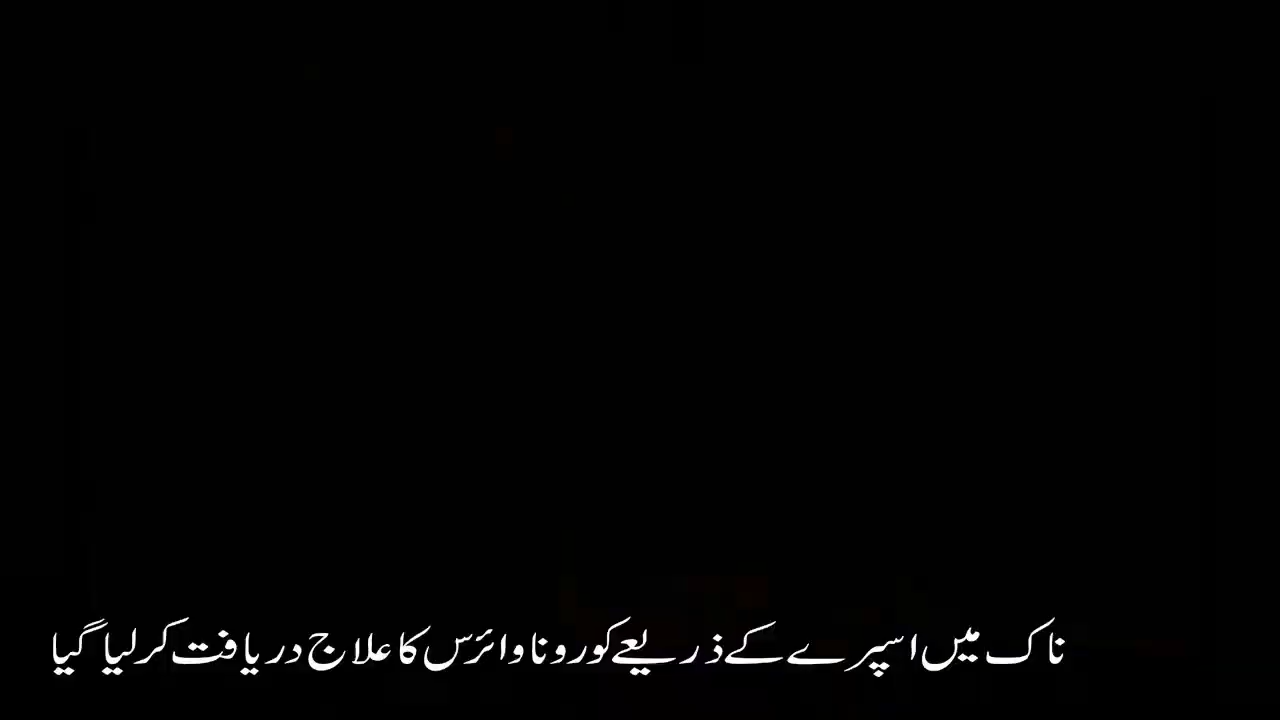 ناک میں اسپرے کے ذریعے کورونا وائرس کا علاج دریافت کرلیا گیا